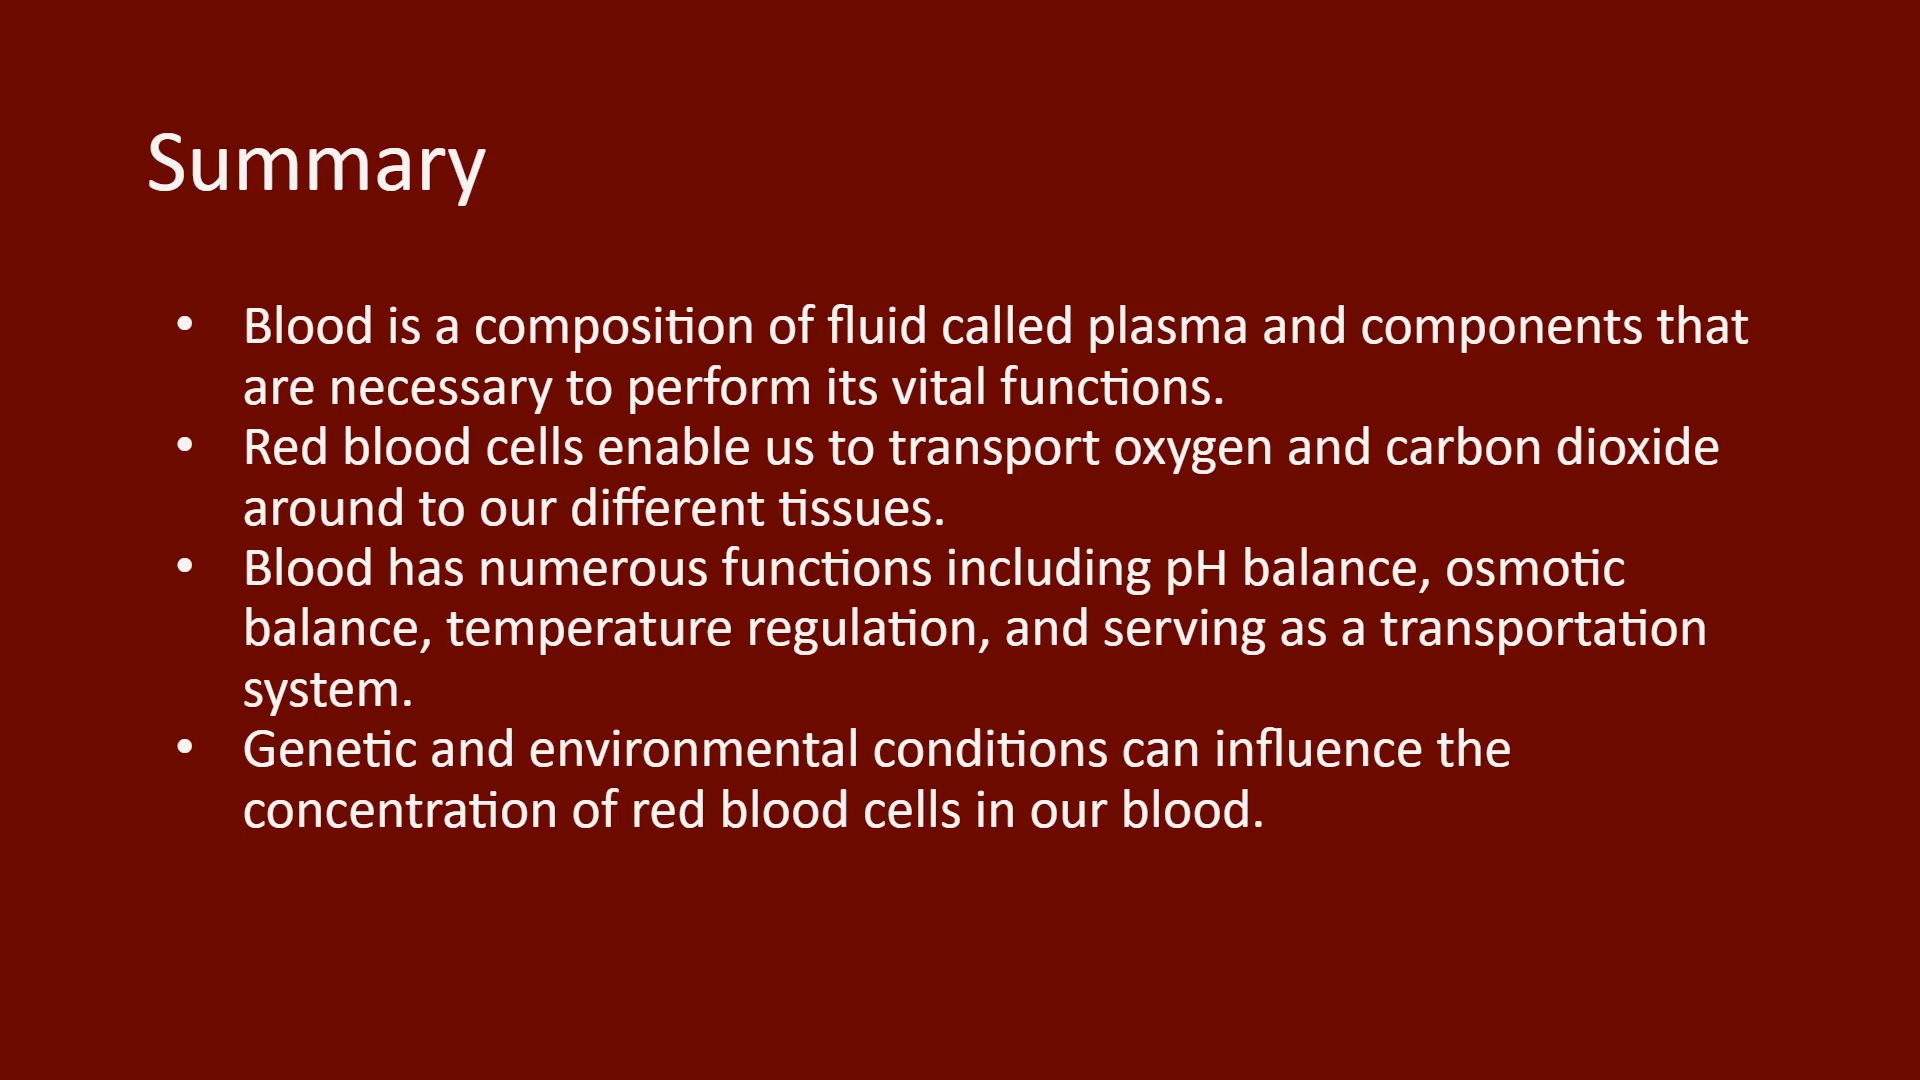 Summary
• Blood is a composition of fluid called plasma and components that
are necessary to perform its vital functions.
• Red blood cells enable us to transport oxygen and carbon dioxide
around to our different tissues.
• Blood has numerous functions including pH balance, osmotic
balance, temperature regulation, and serving as a transportation
system.
• Genetic and environmental conditions can influence the
concentration of red blood cells in our blood.